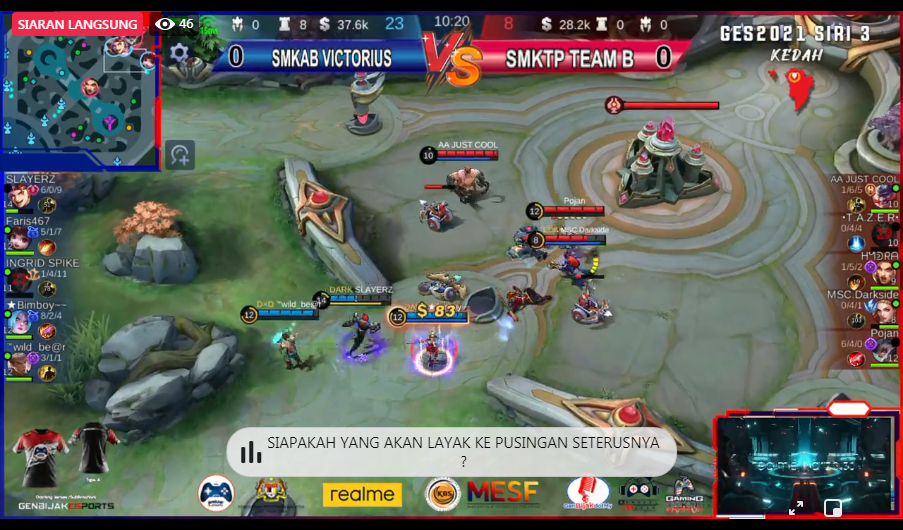 SIARAN LANGSUNG 46
0 8 $ 37.6k 23 10:20 8 $ 28.2k 0 0
0 SMKAB VICTORIUS VS SMKTP TEAM B 0
GES2021 SIRI 3
KEDAH
AA JUST COOL
10
Pojan
12
MSC Darkside
8
SLAYERZ
6/0/9
Faris467
5/1/7
INGRID SPIKE
1/4/11
★Bimboy~~
8/2/4
~wild_be@r
3/1/1
AA JUST COOL
1/6/5
•T A Z E R•
0/4/4
1/5/2
MSC Darkside
0/4/1
Pojan
6/4/0
DARK SLAYERZ
12
12
$ 83
SIAPAKAH YANG AKAN LAYAK KE PUSINGAN SETERUSNYA
?
GENBIJAKESPORTS
realme
KBS
MESF
GAMING